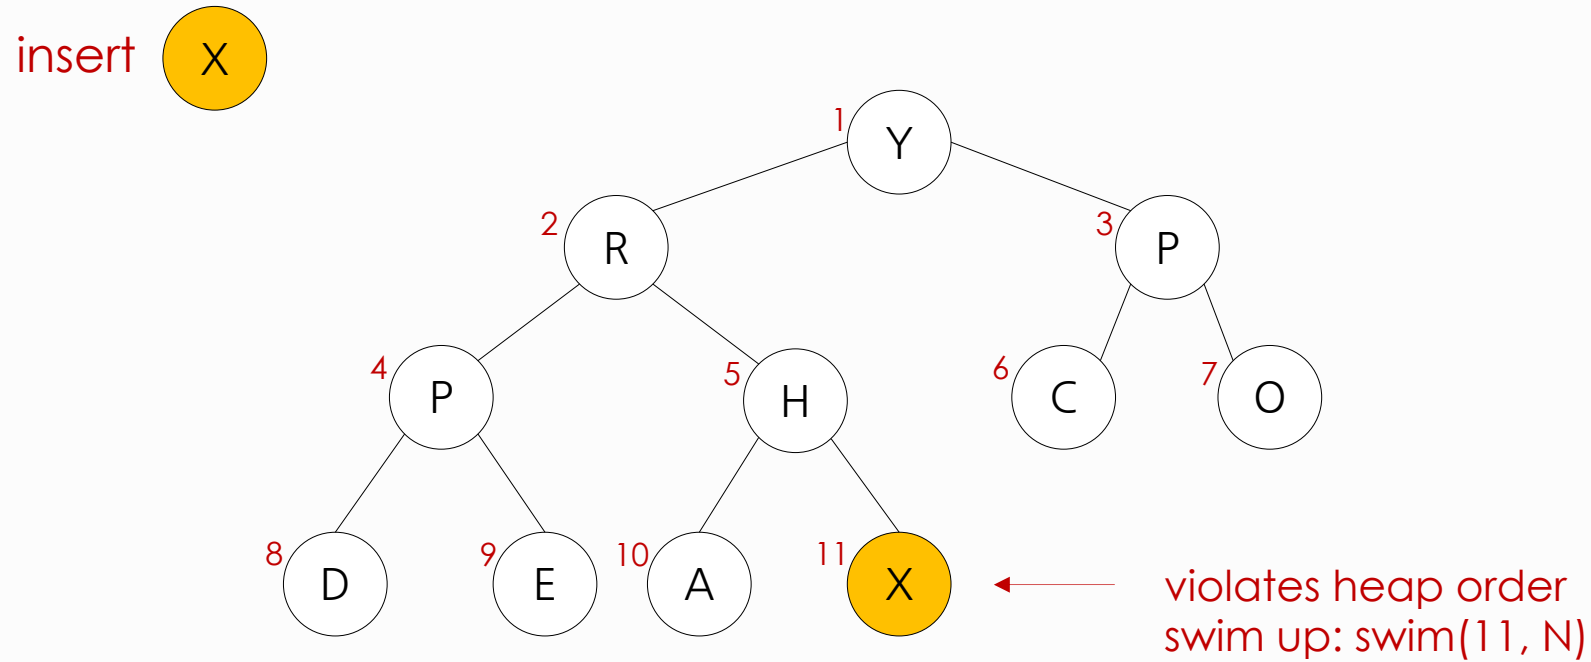 insert X
1 Y
2 R
3 P
4 P
5 H
6 C
7 O
8 D
9 E
10 A
11 X
violates heap order
swim up: swim(11, N)